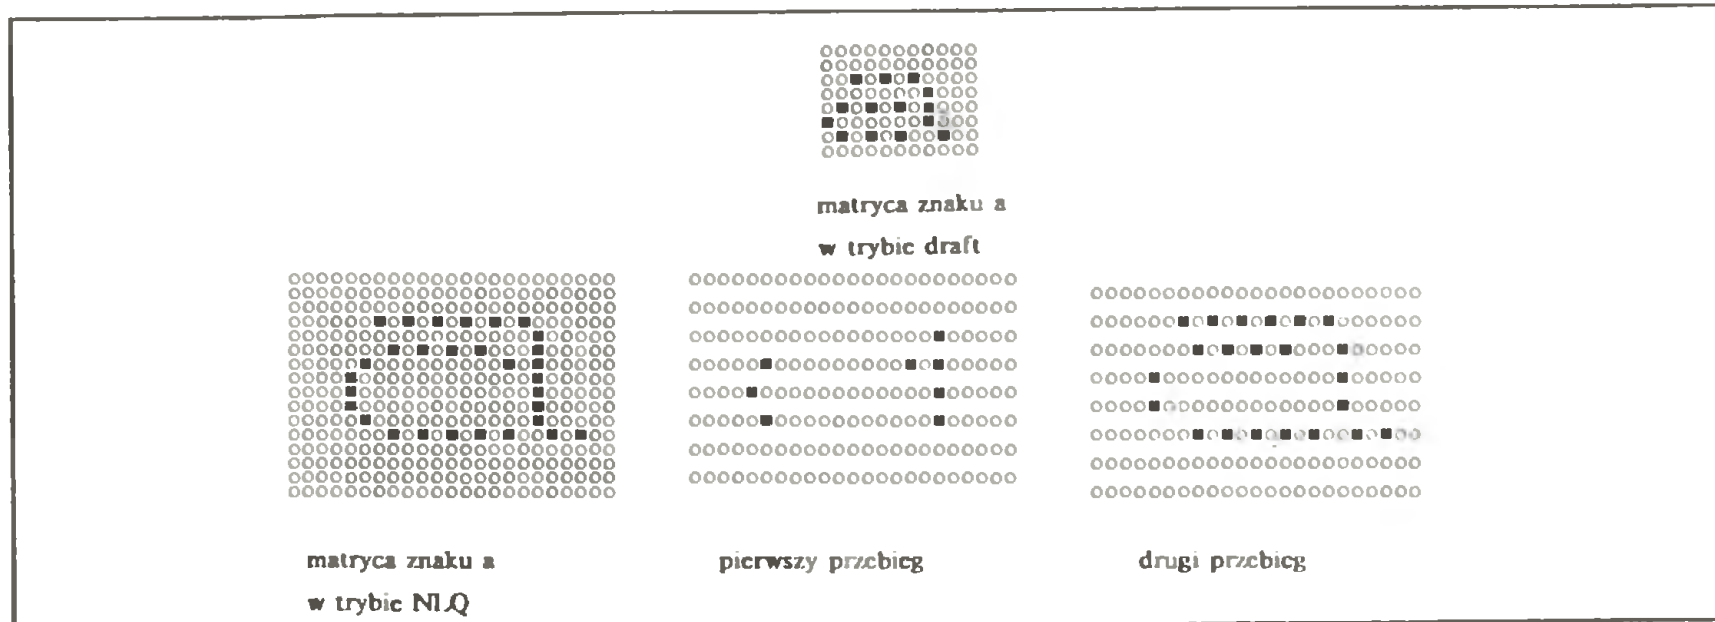 matryca znaku a
w trybie draft
matryca znaku a
w trybie NLQ
pierwszy przebieg
drugi przebieg